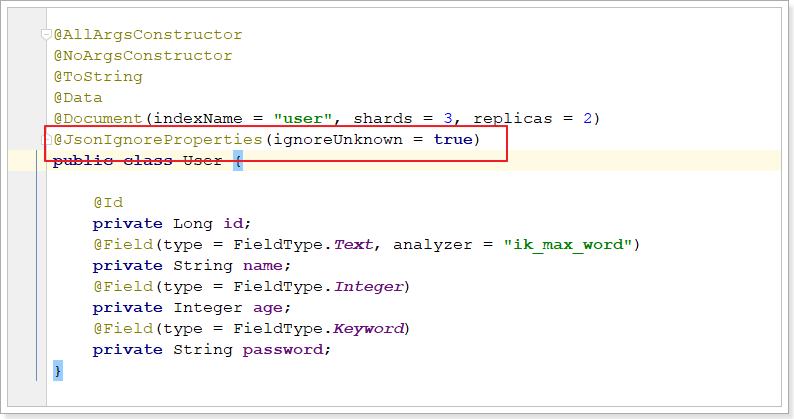 @AllArgsConstructor
@NoArgsConstructor
@ToString
@Data
@Document(indexName = "user", shards = 3, replicas = 2)
@JsonIgnoreProperties(ignoreUnknown = true)
public class User {
@Id
private Long id;
@Field(type = FieldType.Text, analyzer = "ik_max_word")
private String name;
@Field(type = FieldType.Integer)
private Integer age;
@Field(type = FieldType.Keyword)
private String password;
}